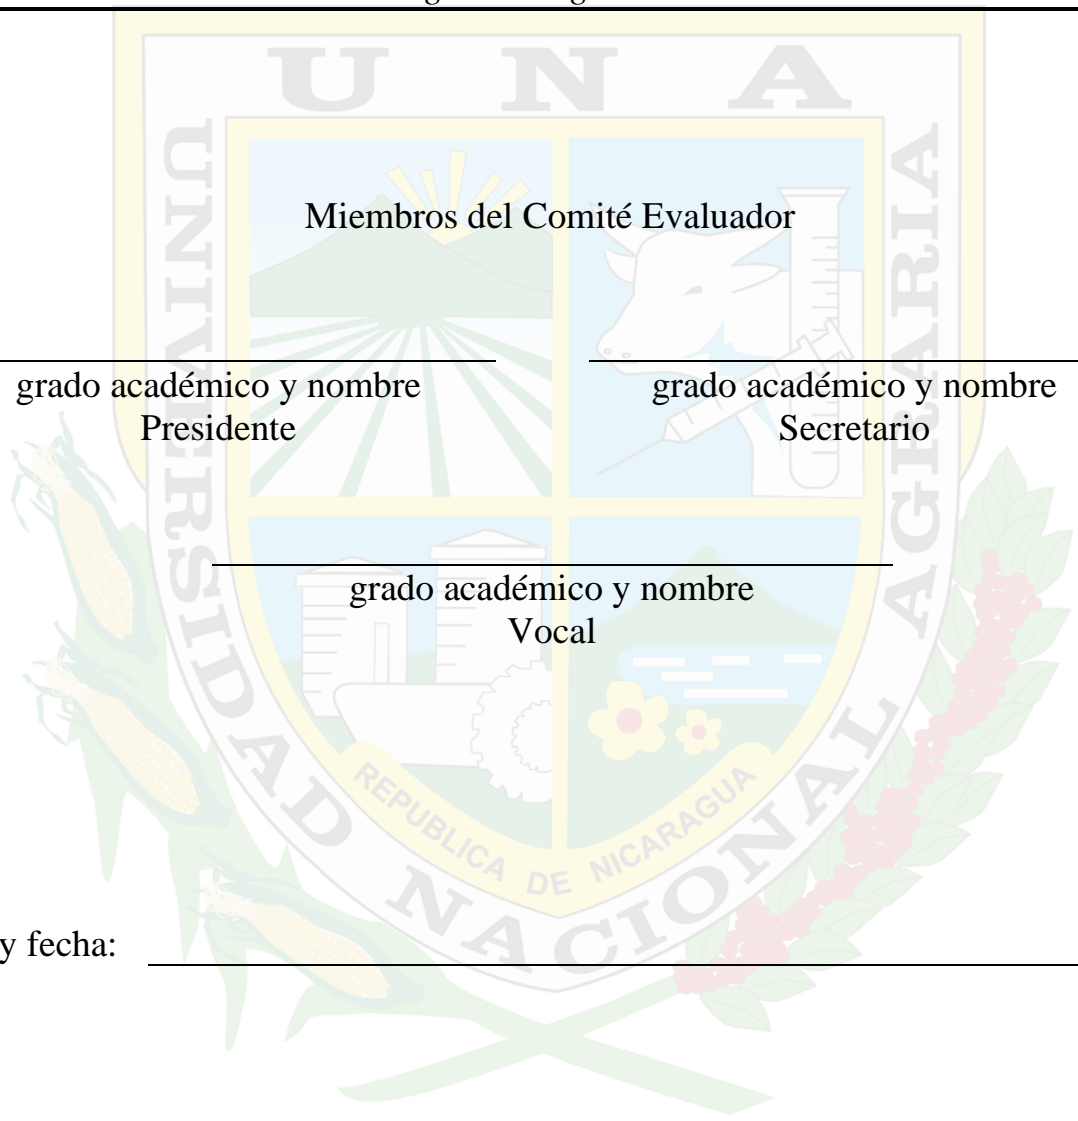 U N A
UNIVERSIDAD NACIONAL AGRARIA
Miembros del Comité Evaluador
grado académico y nombre
Presidente
grado académico y nombre
Secretario
grado académico y nombre
Vocal
REPUBLICA DE NICARAGUA
y fecha: